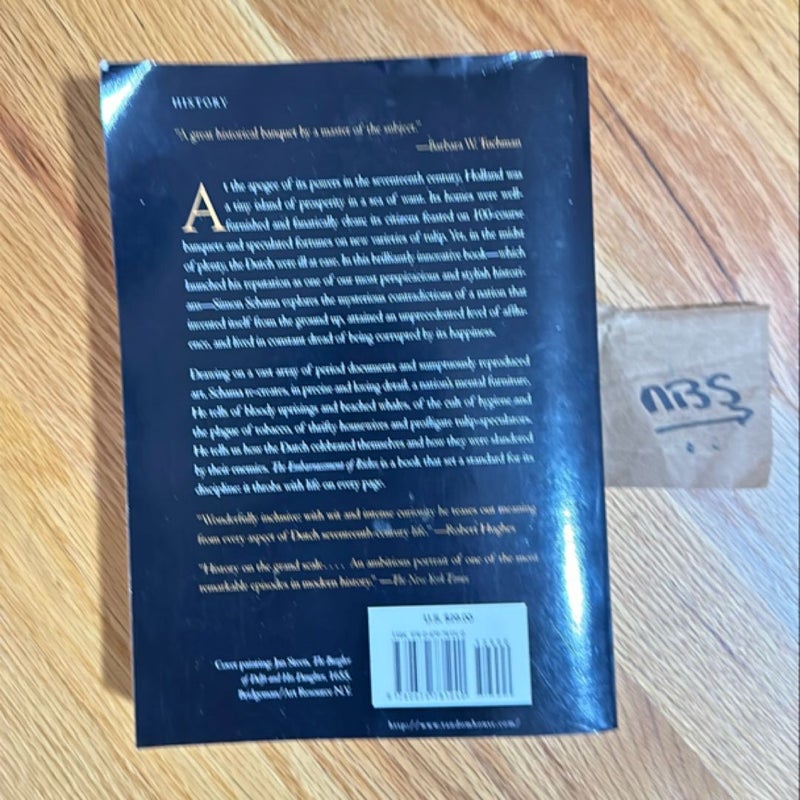 HISTORY
"A great historical banquet by a master of the subject."
—Barbara W. Tuchman
At the apogee of its powers in the seventeenth century, Holland was
a tiny island of prosperity in a sea of want. Its homes were well-
furnished and fanatically clean; its citizens feasted on 100-course
banquets and speculated fortunes on new varieties of tulip. Yet, in the midst
of plenty, the Dutch were ill at ease. In this brilliantly innovative book—which
launched his reputation as one of our most perspicacious and stylish histori-
ans—Simon Schama explores the mysterious contradictions of a nation that
invented itself from the ground up, attained an unprecedented level of afflu-
ence, and lived in constant dread of being corrupted by its happiness.
Drawing on a vast array of period documents and sumptuously reproduced
art, Schama re-creates, in precise and loving detail, a nation's mental furniture.
He tells of bloody uprisings and beached whales, of the cult of hygiene and
the plague of tobacco, of thrifty housewives and profligate tulip-speculators.
He tells us how the Dutch celebrated themselves and how they were slandered
by their enemies. The Embarrassment of Riches is a book that set a standard for its
discipline: it throbs with life on every page.
"Wonderfully inclusive: with wit and intense curiosity he teases out meaning
from every aspect of Dutch seventeenth-century life." —Robert Hughes
"History on the grand scale.... An ambitious portrait of one of the most
remarkable episodes in modern history." —The New York Times
U.S. $29.00
Cover painting: Jan Steen, The Burgher
of Delft and His Daughter, 1655.
Bridgeman/Art Resource N.Y.
http://www.randomhouse.com/
NBS